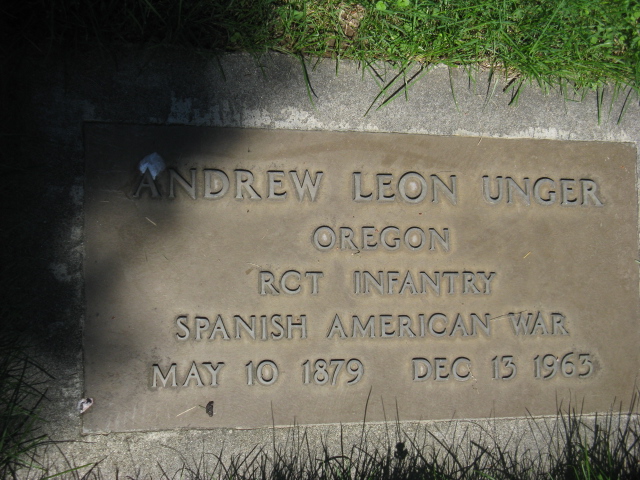 ANDREW LEON UNGER
OREGON
RCT INFANTRY
SPANISH AMERICAN WAR
MAY 10 1879 DEC 13 1963